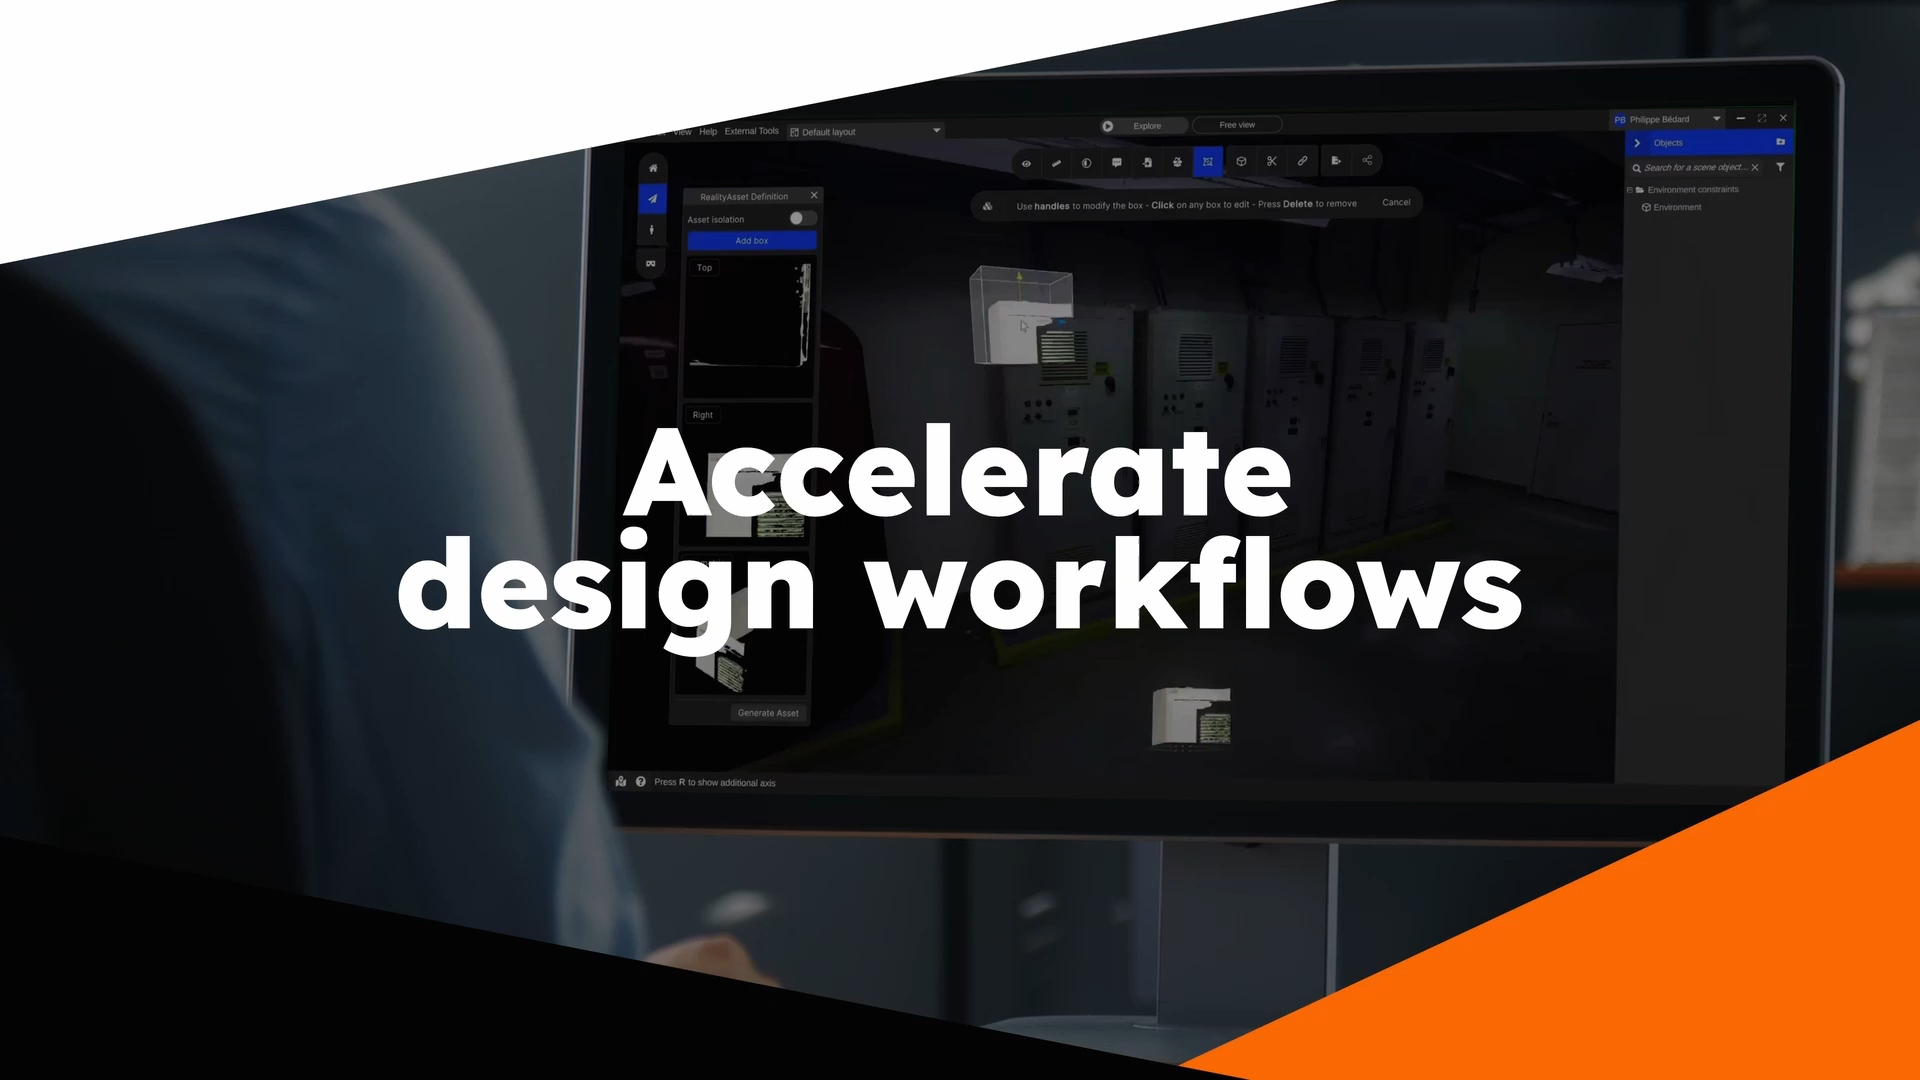 View Help External Tools Default layout
Explore
Free view
PB Philippe Bédard
Objects
Search for a scene object...
Environment constraints
Environment
RealityAsset Definition
Asset isolation
Add box
Top
Right
Generate Asset
Use handles to modify the box - Click on any box to edit - Press Delete to remove
Cancel
Accelerate
design workflows
Press R to show additional axis